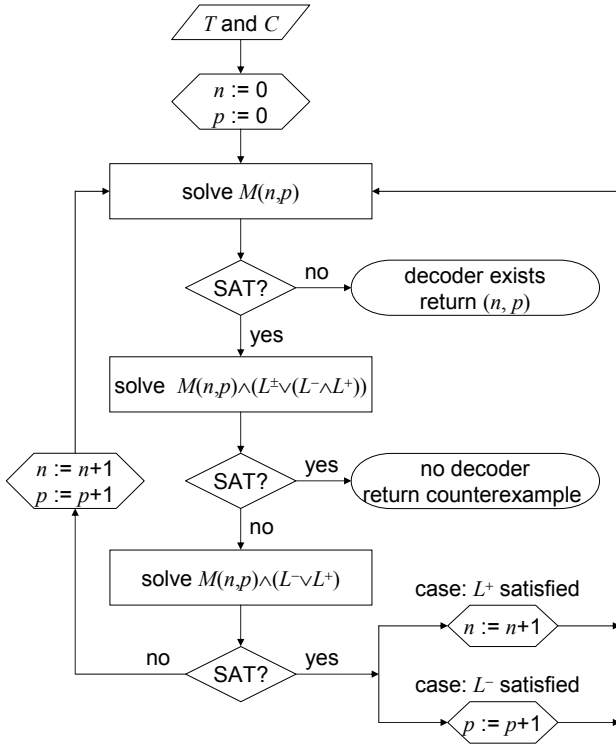 T and C
n := 0
p := 0
solve M(n,p)
SAT?
no
decoder exists
return (n, p)
yes
solve M(n,p)∧(L±∨(L⁻∧L⁺))
n := n+1
p := p+1
SAT?
yes
no decoder
return counterexample
no
solve M(n,p)∧(L⁻∨L⁺)
case: L⁺ satisfied
n := n+1
no
SAT?
yes
case: L⁻ satisfied
p := p+1